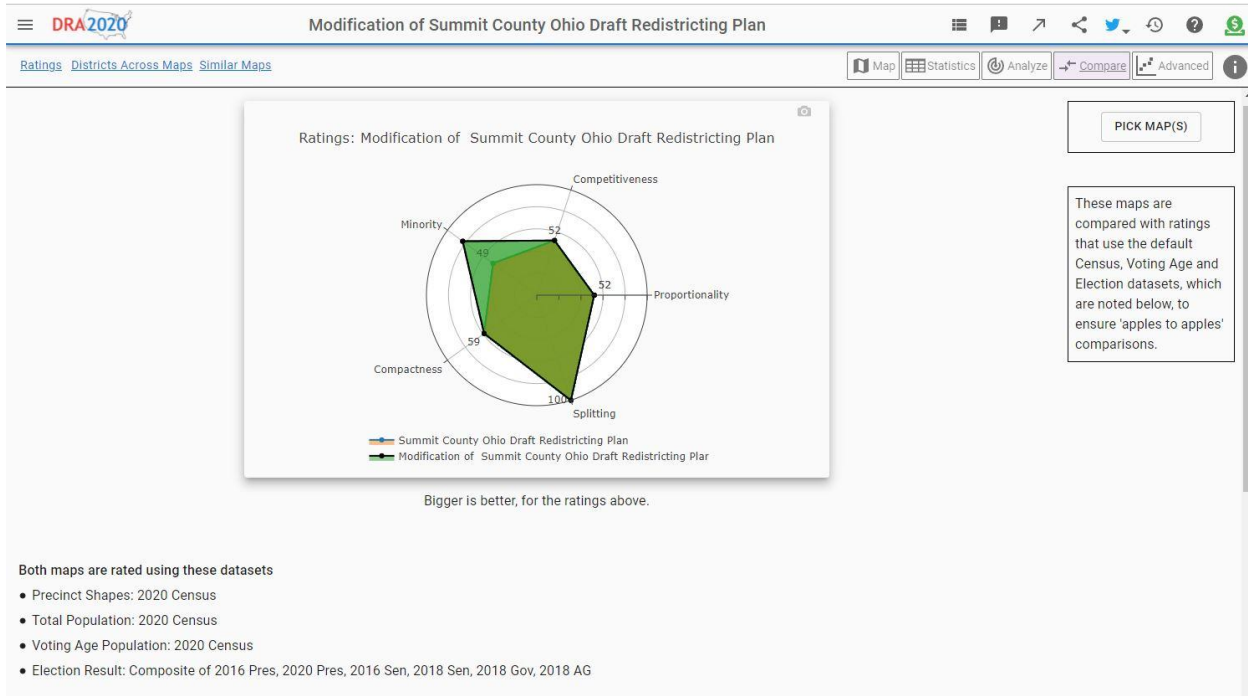 DRA2020
Modification of Summit County Ohio Draft Redistricting Plan
Ratings Districts Across Maps Similar Maps
Map Statistics Analyze Compare Advanced
Ratings: Modification of Summit County Ohio Draft Redistricting Plan
Competitiveness
Minority
52
49
52
Proportionality
59
Compactness
100
Splitting
Summit County Ohio Draft Redistricting Plan
Modification of Summit County Ohio Draft Redistricting Plar
Bigger is better, for the ratings above.
PICK MAP(S)
These maps are
compared with ratings
that use the default
Census, Voting Age and
Election datasets, which
are noted below, to
ensure 'apples to apples'
comparisons.
Both maps are rated using these datasets
• Precinct Shapes: 2020 Census
• Total Population: 2020 Census
• Voting Age Population: 2020 Census
• Election Result: Composite of 2016 Pres, 2020 Pres, 2016 Sen, 2018 Sen, 2018 Gov, 2018 AG